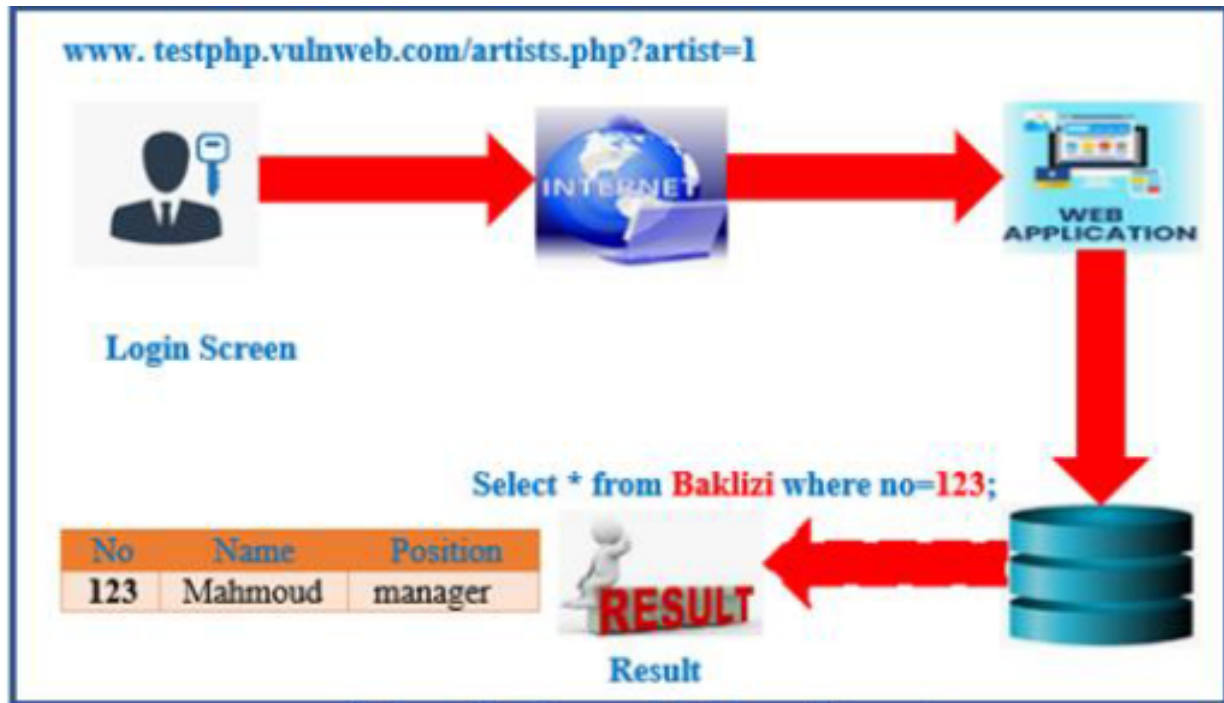 www. testphp.vulnweb.com/artists.php?artist=1
INTERNET
WEB
APPLICATION
Login Screen
Select * from Baklizi where no=123;
No Name Position
123 Mahmoud manager
RESULT
Result